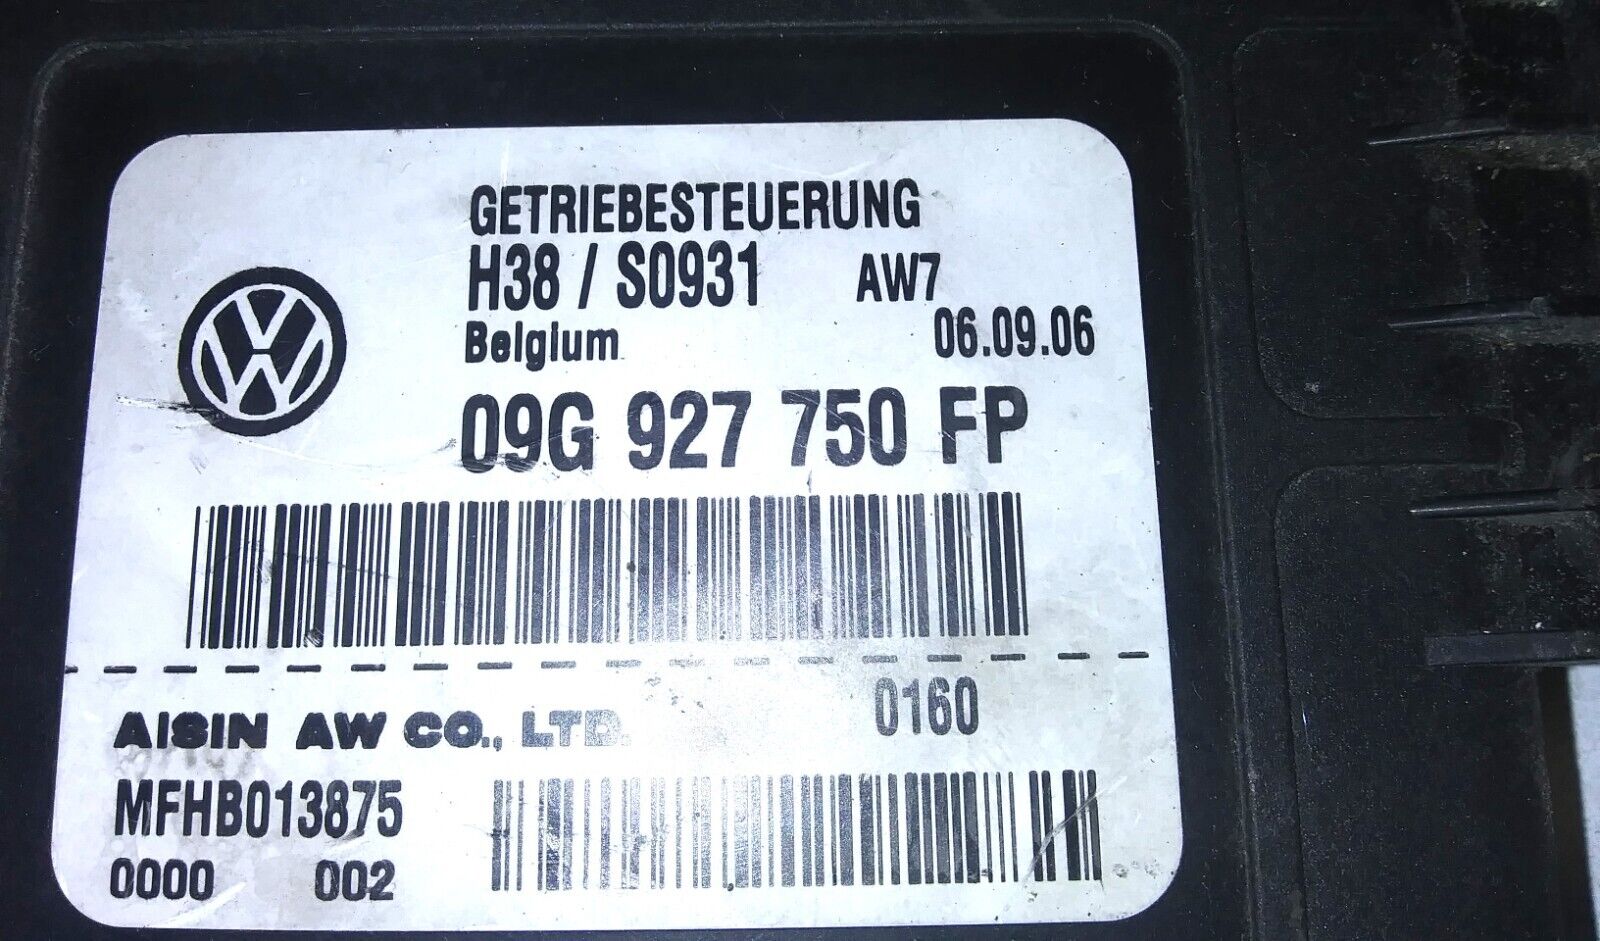 GETRIEBESTEUERUNG
H38 / S0931 AW7
Belgium 06.09.06
09G 927 750 FP
0160
AISIN AW CO., LTD.
MFHB013875
0000 002